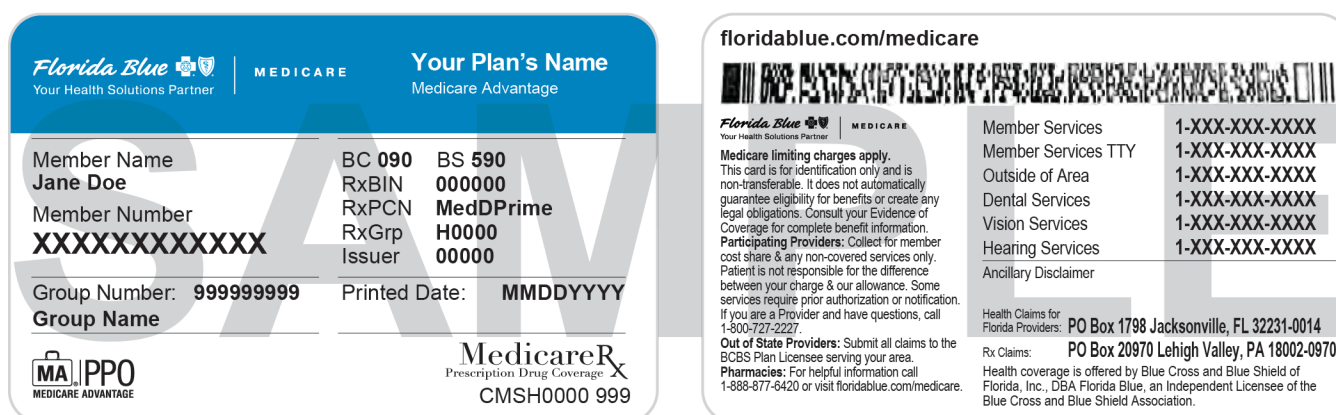 Florida Blue
Your Health Solutions Partner
MEDICARE
Your Plan's Name
Medicare Advantage
Member Name
Jane Doe
Member Number
XXXXXXXXXXXX
BC 090 BS 590
RxBIN 000000
RxPCN MedDPrime
RxGrp H0000
Issuer 00000
Group Number: 999999999
Group Name
Printed Date: MMDDYYYY
MA PPO
MEDICARE ADVANTAGE
MedicareRx
Prescription Drug Coverage
CMSH0000 999
SAMPLE
floridablue.com/medicare
Florida Blue
Your Health Solutions Partner
MEDICARE
Medicare limiting charges apply.
This card is for identification only and is
non-transferable. It does not automatically
guarantee eligibility for benefits or create any
legal obligations. Consult your Evidence of
Coverage for complete benefit information.
Participating Providers: Collect for member
cost share & any non-covered services only.
Patient is not responsible for the difference
between your charge & our allowance. Some
services require prior authorization or notification.
If you are a Provider and have questions, call
1-800-727-2227.
Out of State Providers: Submit all claims to the
BCBS Plan Licensee serving your area.
Pharmacies: For helpful information call
1-888-877-6420 or visit floridablue.com/medicare.
Member Services 1-XXX-XXX-XXXX
Member Services TTY 1-XXX-XXX-XXXX
Outside of Area 1-XXX-XXX-XXXX
Dental Services 1-XXX-XXX-XXXX
Vision Services 1-XXX-XXX-XXXX
Hearing Services 1-XXX-XXX-XXXX
Ancillary Disclaimer
Health Claims for
Florida Providers: PO Box 1798 Jacksonville, FL 32231-0014
Rx Claims: PO Box 20970 Lehigh Valley, PA 18002-0970
Health coverage is offered by Blue Cross and Blue Shield of
Florida, Inc., DBA Florida Blue, an Independent Licensee of the
Blue Cross and Blue Shield Association.